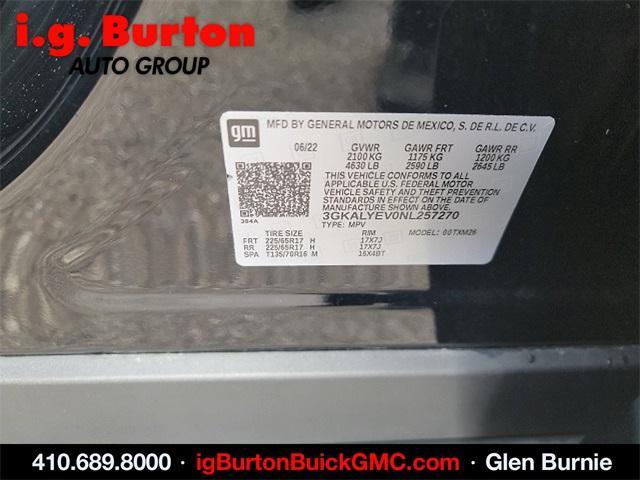 i.g. Burton
AUTO GROUP
gm
MFD BY GENERAL MOTORS DE MEXICO, S. DE R.L. DE C.V.
06/22 GVWR GAWR FRT GAWR RR
2100 KG 1175 KG 1200 KG
4630 LB 2590 LB 2645 LB
THIS VEHICLE CONFORMS TO ALL
APPLICABLE U.S. FEDERAL MOTOR
VEHICLE SAFETY AND THEFT PREVENTION
STANDARDS IN EFFECT ON THE DATE OF
MANUFACTURE SHOWN ABOVE.
384A
3GKALYEV0NL257270
TYPE: MPV MODEL: 00TXM26
TIRE SIZE RIM
FRT 225/65R17 H 17X7J
RR 225/65R17 H 17X7J
SPA T135/70R16 M 16X4BT
410.689.8000 · igBurtonBuickGMC.com · Glen Burnie